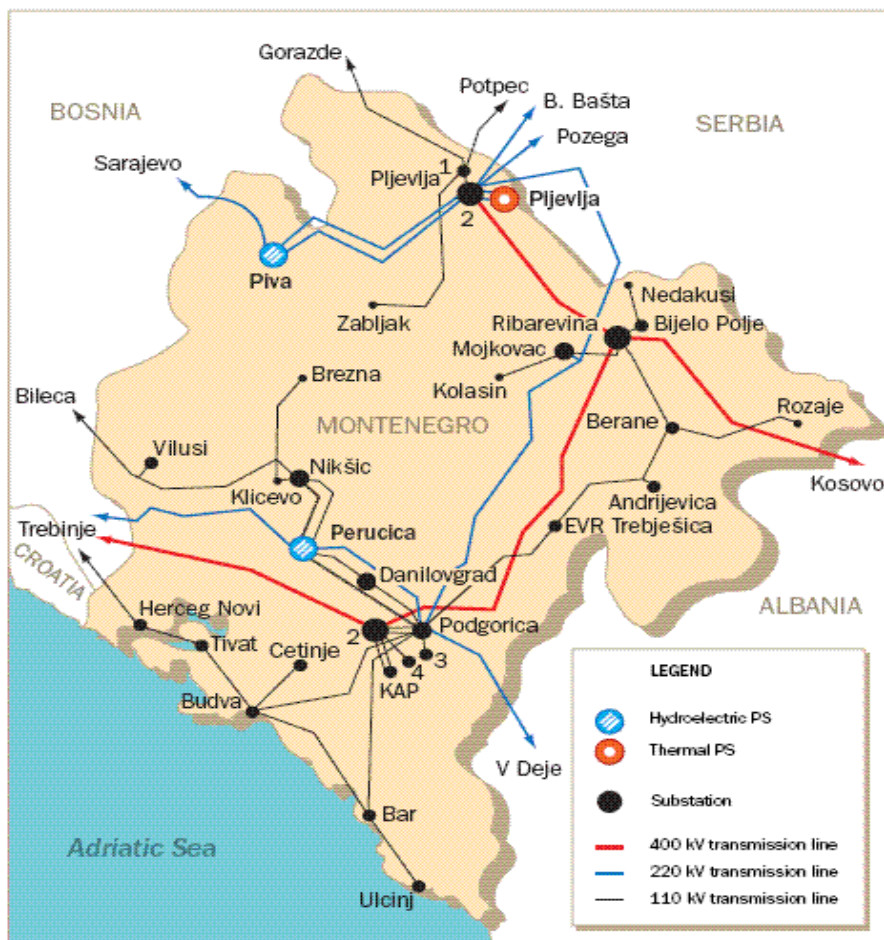 Gorazde
Potpec
B. Bašta
BOSNIA
SERBIA
Pozega
Sarajevo
1
Pljevlja
Pljevlja
2
Piva
Nedakusi
Zabljak
Ribarevina
Bijelo Polje
Mojkovac
Brezna
Kolasin
Bileca
Rozaje
MONTENEGRO
Berane
Vilusi
Nikšic
Kosovo
Klicevo
Andrijevica
Trebinje
Perucica
EVR Trebješica
CROATIA
Danilovgrad
ALBANIA
Herceg Novi
Podgorica
2
Tivat
Cetinje
3
4
KAP
LEGEND
Budva
Hydroelectric PS
Thermal PS
V Deje
Substation
Bar
Adriatic Sea
400 kV transmission line
220 kV transmission line
Ulcinj
110 kV transmission line